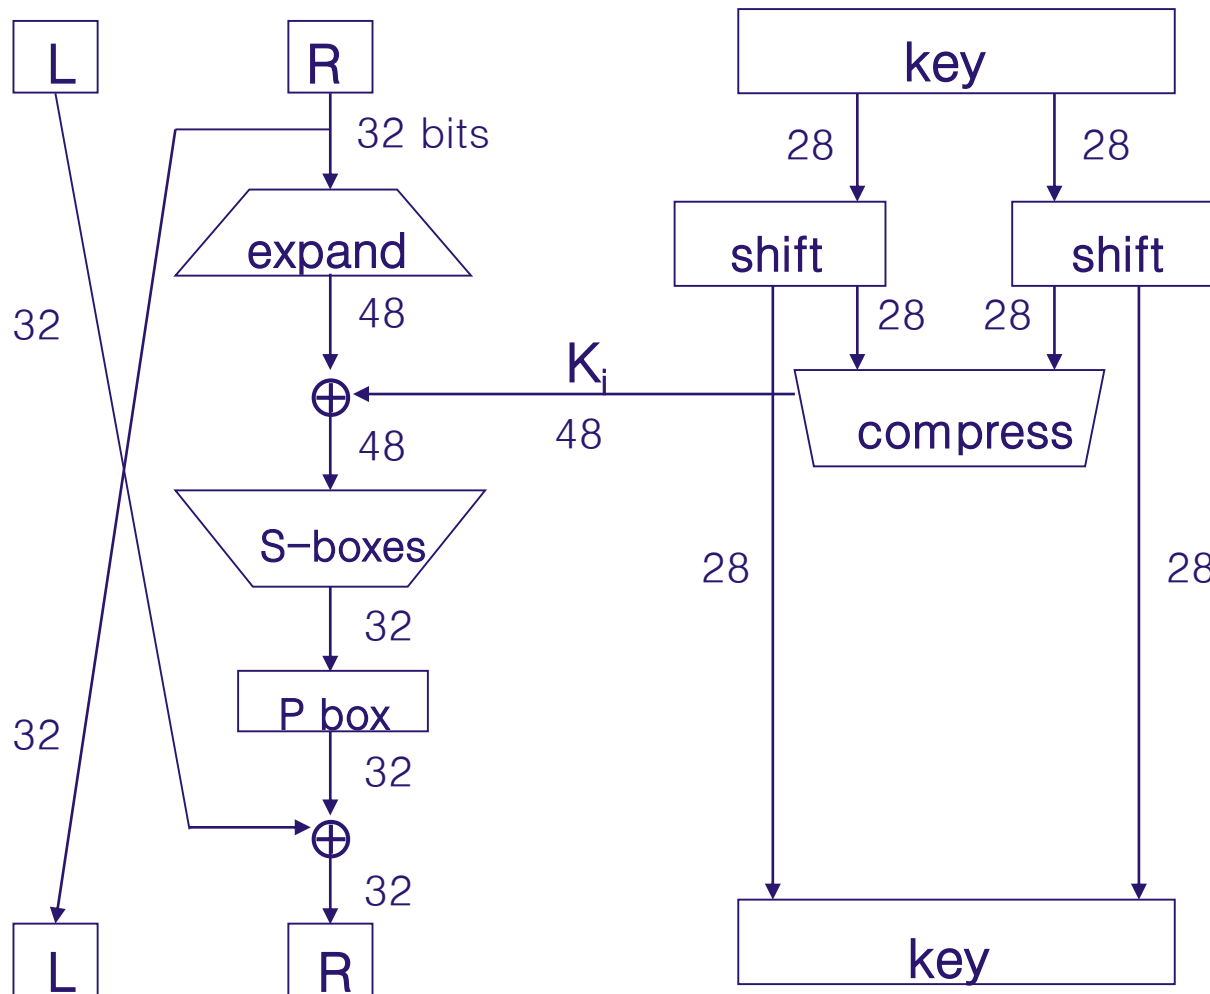 L R key
32 bits
28 28
expand shift shift
32 48 28 28
Kᵢ
48 48 compress
S-boxes
28 28
32
P box
32 32
32
L R key